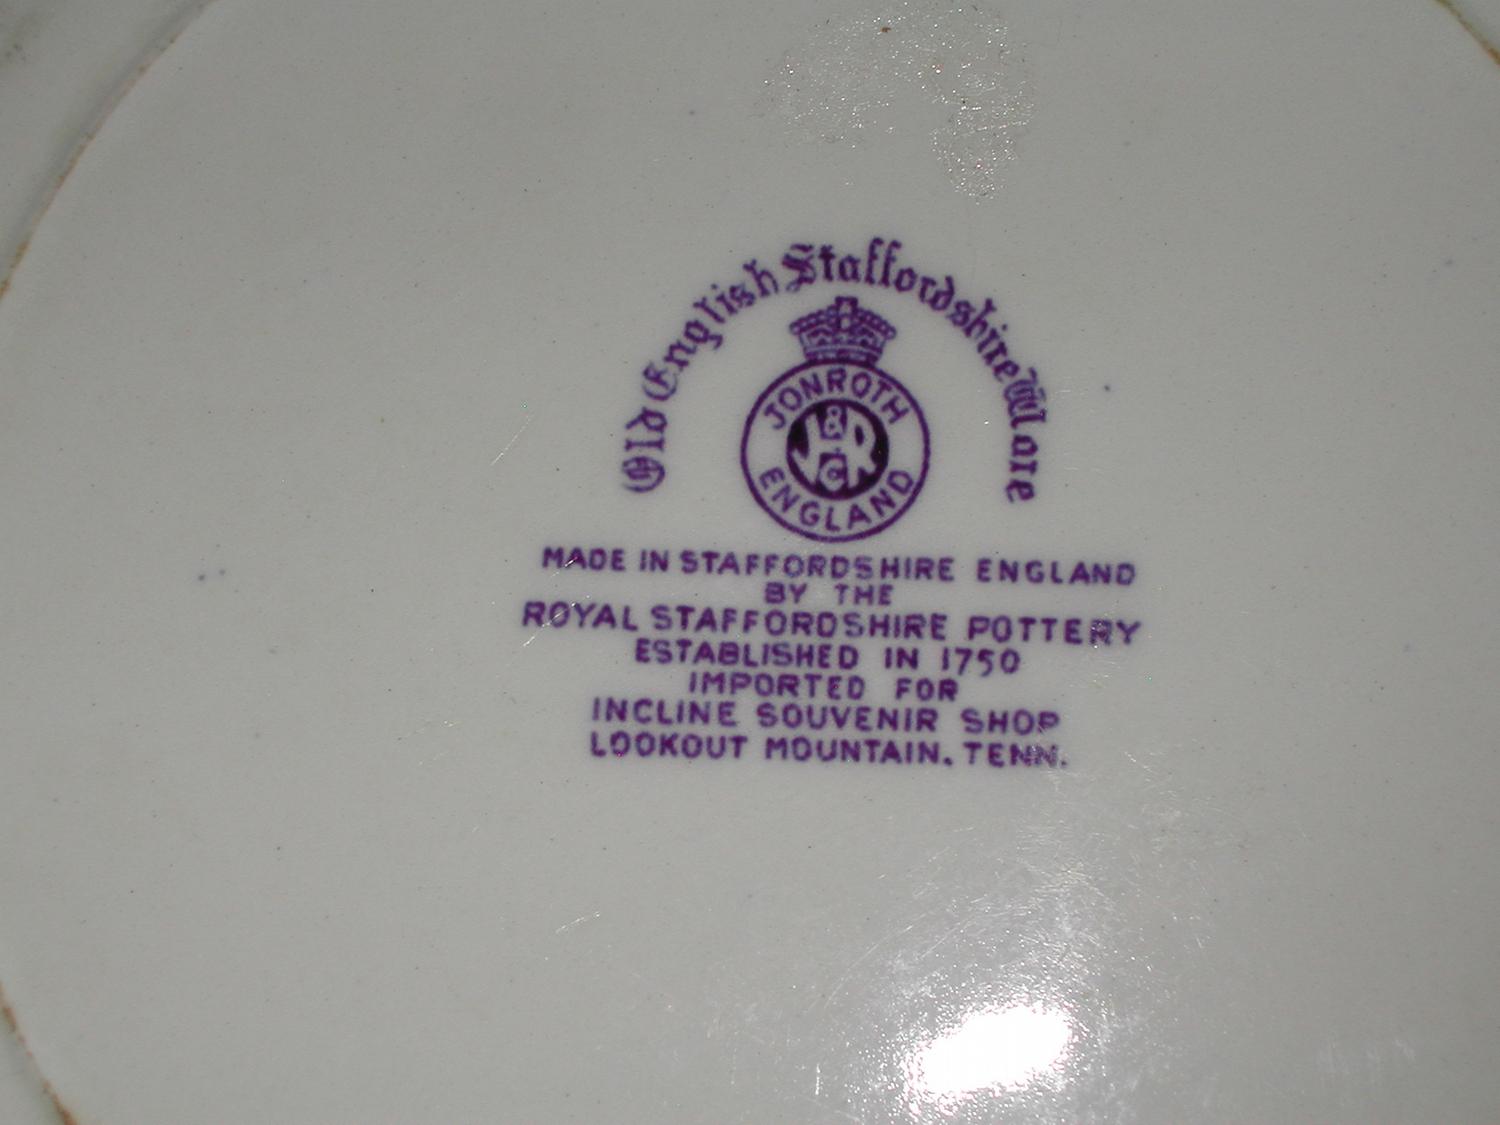 Old English Staffordshire Ware
JONROTH
J&RCo
ENGLAND
MADE IN STAFFORDSHIRE ENGLAND
BY THE
ROYAL STAFFORDSHIRE POTTERY
ESTABLISHED IN 1750
IMPORTED FOR
INCLINE SOUVENIR SHOP
LOOKOUT MOUNTAIN. TENN.